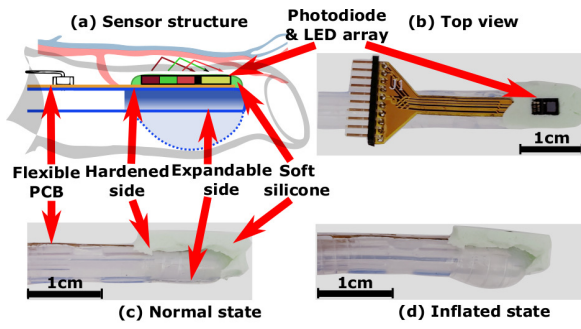 (a) Sensor structure
Photodiode
& LED array
(b) Top view
1cm
Flexible
PCB
Hardened
side
Expandable
side
Soft
silicone
1cm
(c) Normal state
1cm
(d) Inflated state